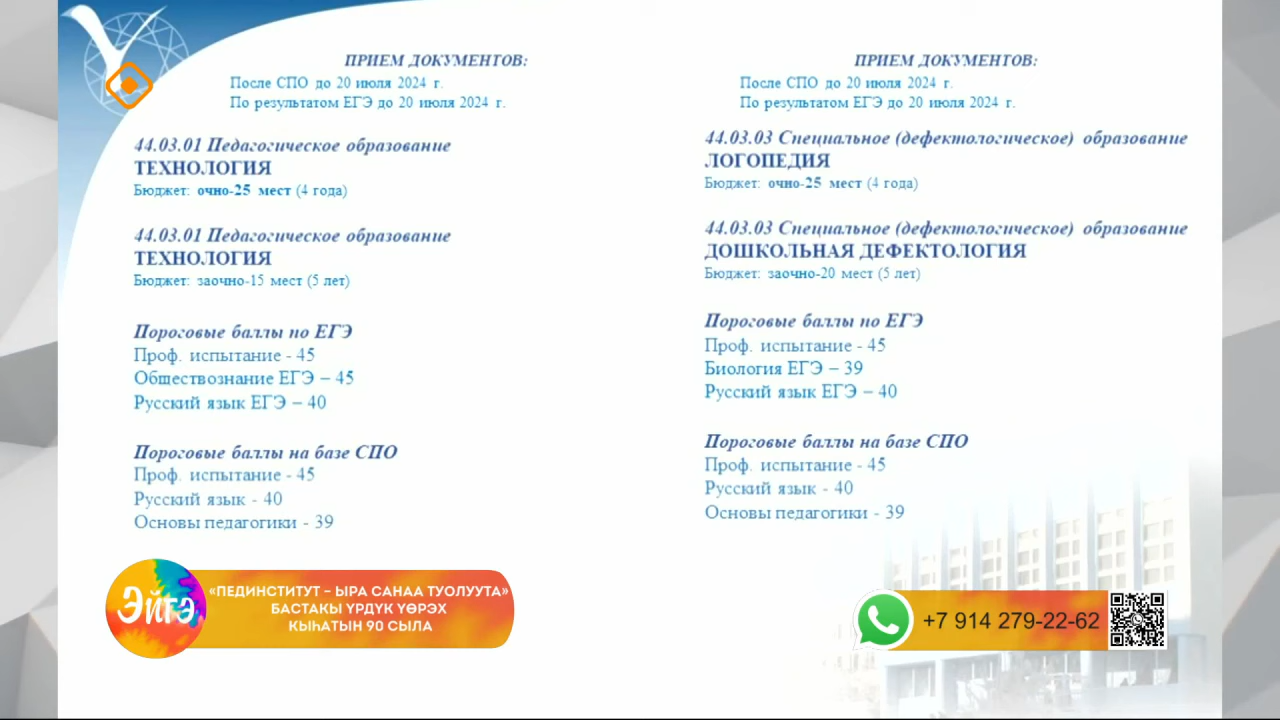 ПРИЕМ ДОКУМЕНТОВ:
После СПО до 20 июля 2024 г.
По результатом ЕГЭ до 20 июля 2024 г.
44.03.01 Педагогическое образование
ТЕХНОЛОГИЯ
Бюджет: очно-25 мест (4 года)
44.03.01 Педагогическое образование
ТЕХНОЛОГИЯ
Бюджет: заочно-15 мест (5 лет)
Пороговые баллы по ЕГЭ
Проф. испытание - 45
Обществознание ЕГЭ – 45
Русский язык ЕГЭ – 40
Пороговые баллы на базе СПО
Проф. испытание - 45
Русский язык - 40
Основы педагогики - 39
ПРИЕМ ДОКУМЕНТОВ:
После СПО до 20 июля 2024 г.
По результатом ЕГЭ до 20 июля 2024 г.
44.03.03 Специальное (дефектологическое) образование
ЛОГОПЕДИЯ
Бюджет: очно-25 мест (4 года)
44.03.03 Специальное (дефектологическое) образование
ДОШКОЛЬНАЯ ДЕФЕКТОЛОГИЯ
Бюджет: заочно-20 мест (5 лет)
Пороговые баллы по ЕГЭ
Проф. испытание - 45
Биология ЕГЭ – 39
Русский язык ЕГЭ – 40
Пороговые баллы на базе СПО
Проф. испытание - 45
Русский язык - 40
Основы педагогики - 39
Эйгэ
«ПЕДИНСТИТУТ – ЫРА САНАА ТУОЛУУТА»
БАСТАКЫ ҮРДҮК ҮӨРЭХ
КЫҺАТЫН 90 СЫЛА
+7 914 279-22-62